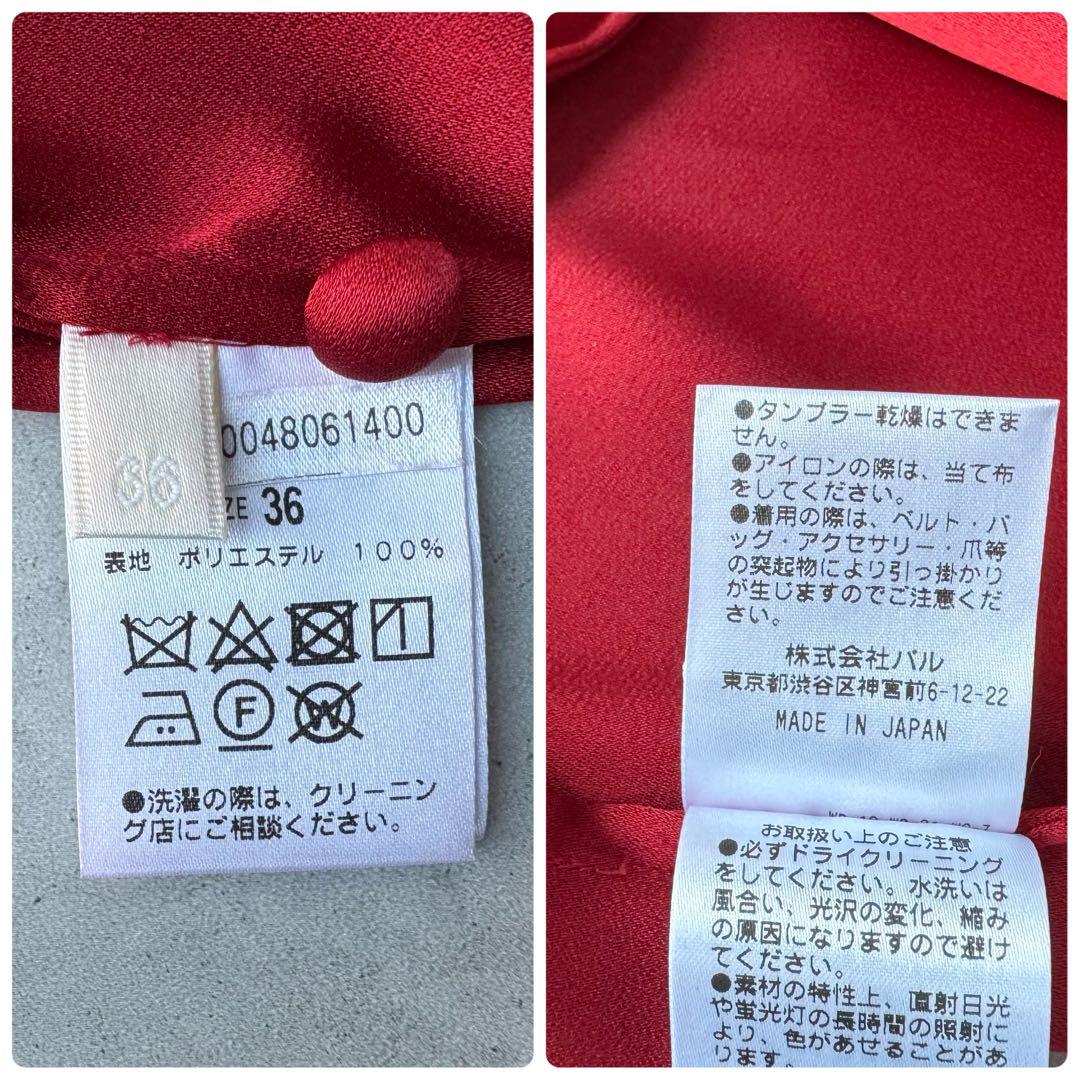 36
0048061400
ZE 36
表地 ポリエステル 100%
F
W
●洗濯の際は、クリーニン
グ店にご相談ください。
●タンブラー乾燥はできま
せん。
●アイロンの際は、当て布
をしてください。
●着用の際は、ベルト・バ
ッグ・アクセサリー・爪等
の突起物により引っ掛かり
が生じますのでご注意くだ
さい。
株式会社パル
東京都渋谷区神宮前6-12-22
MADE IN JAPAN
お取扱い上のご注意
●必ずドライクリーニング
をしてください。水洗いは
風合い、光沢の変化、縮み
の原因になりますので避け
てください。
●素材の特性上、直射日光
や蛍光灯の長時間の照射に
より、色があせることがあ
ります。